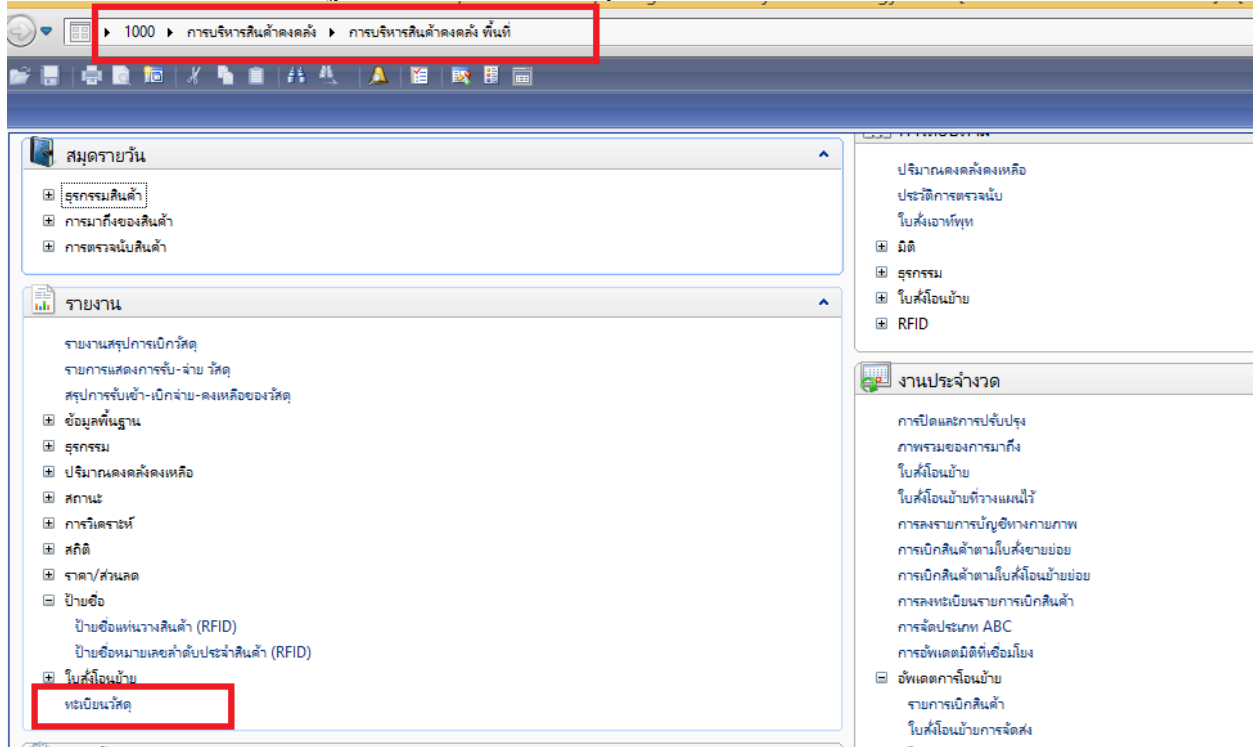 1000 ▸ การบริหารสินค้าคงคลัง ▸ การบริหารสินค้าคงคลัง พื้นที่
สมุดรายวัน
ธุรกรรมสินค้า
การมาถึงของสินค้า
การตรวจนับสินค้า
รายงาน
รายงานสรุปการเบิกวัสดุ
รายการแสดงการรับ-จ่าย วัสดุ
สรุปการรับเข้า-เบิกจ่าย-คงเหลือของวัสดุ
ข้อมูลพื้นฐาน
ธุรกรรม
ปริมาณคงคลังคงเหลือ
สถานะ
การวิเคราะห์
สถิติ
ราคา/ส่วนลด
ป้ายชื่อ
ป้ายชื่อแท่นวางสินค้า (RFID)
ป้ายชื่อหมายเลขลำดับประจำสินค้า (RFID)
ใบสั่งโอนย้าย
ทะเบียนวัสดุ
ปริมาณคงคลังคงเหลือ
ประวัติการตรวจนับ
ใบสั่งเอาท์พุท
มิติ
ธุรกรรม
ใบสั่งโอนย้าย
RFID
งานประจำงวด
การปิดและการปรับปรุง
ภาพรวมของการมาถึง
ใบสั่งโอนย้าย
ใบสั่งโอนย้ายที่วางแผนไว้
การลงรายการบัญชีทางกายภาพ
การเบิกสินค้าตามใบสั่งขายย่อย
การเบิกสินค้าตามใบสั่งโอนย้ายย่อย
การลงทะเบียนรายการเบิกสินค้า
การจัดประเภท ABC
การอัพเดตมิติที่เชื่อมโยง
อัพเดตการโอนย้าย
รายการเบิกสินค้า
ใบสั่งโอนย้ายการจัดส่ง